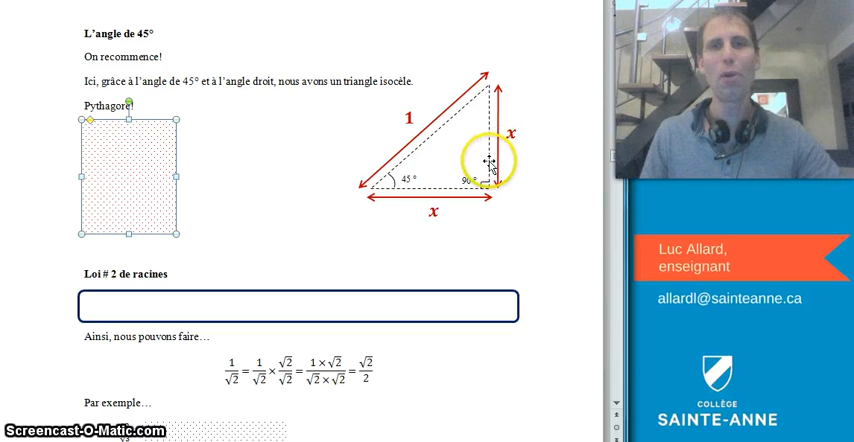 L'angle de 45°
On recommence!
Ici, grâce à l'angle de 45° et à l'angle droit, nous avons un triangle isocèle.
Pythagore!
1
x
45 °
90 °
x
Loi # 2 de racines
Ainsi, nous pouvons faire…
1/√2 = 1/√2 × √2/√2 = 1 × √2/√2 × √2 = √2/2
Par exemple…
√3
Screencast-O-Matic.com
Luc Allard,
enseignant
allardl@sainteanne.ca
COLLÈGE
SAINTE-ANNE